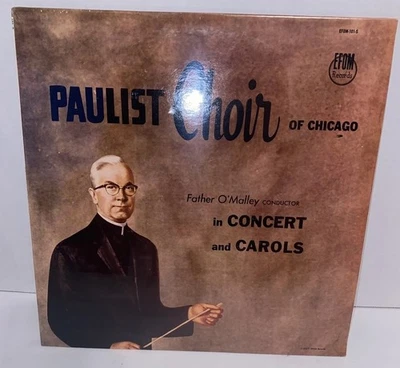 EFOM
Records
PAULIST Choir OF CHICAGO
Father O'Malley CONDUCTOR
in CONCERT
and CAROLS